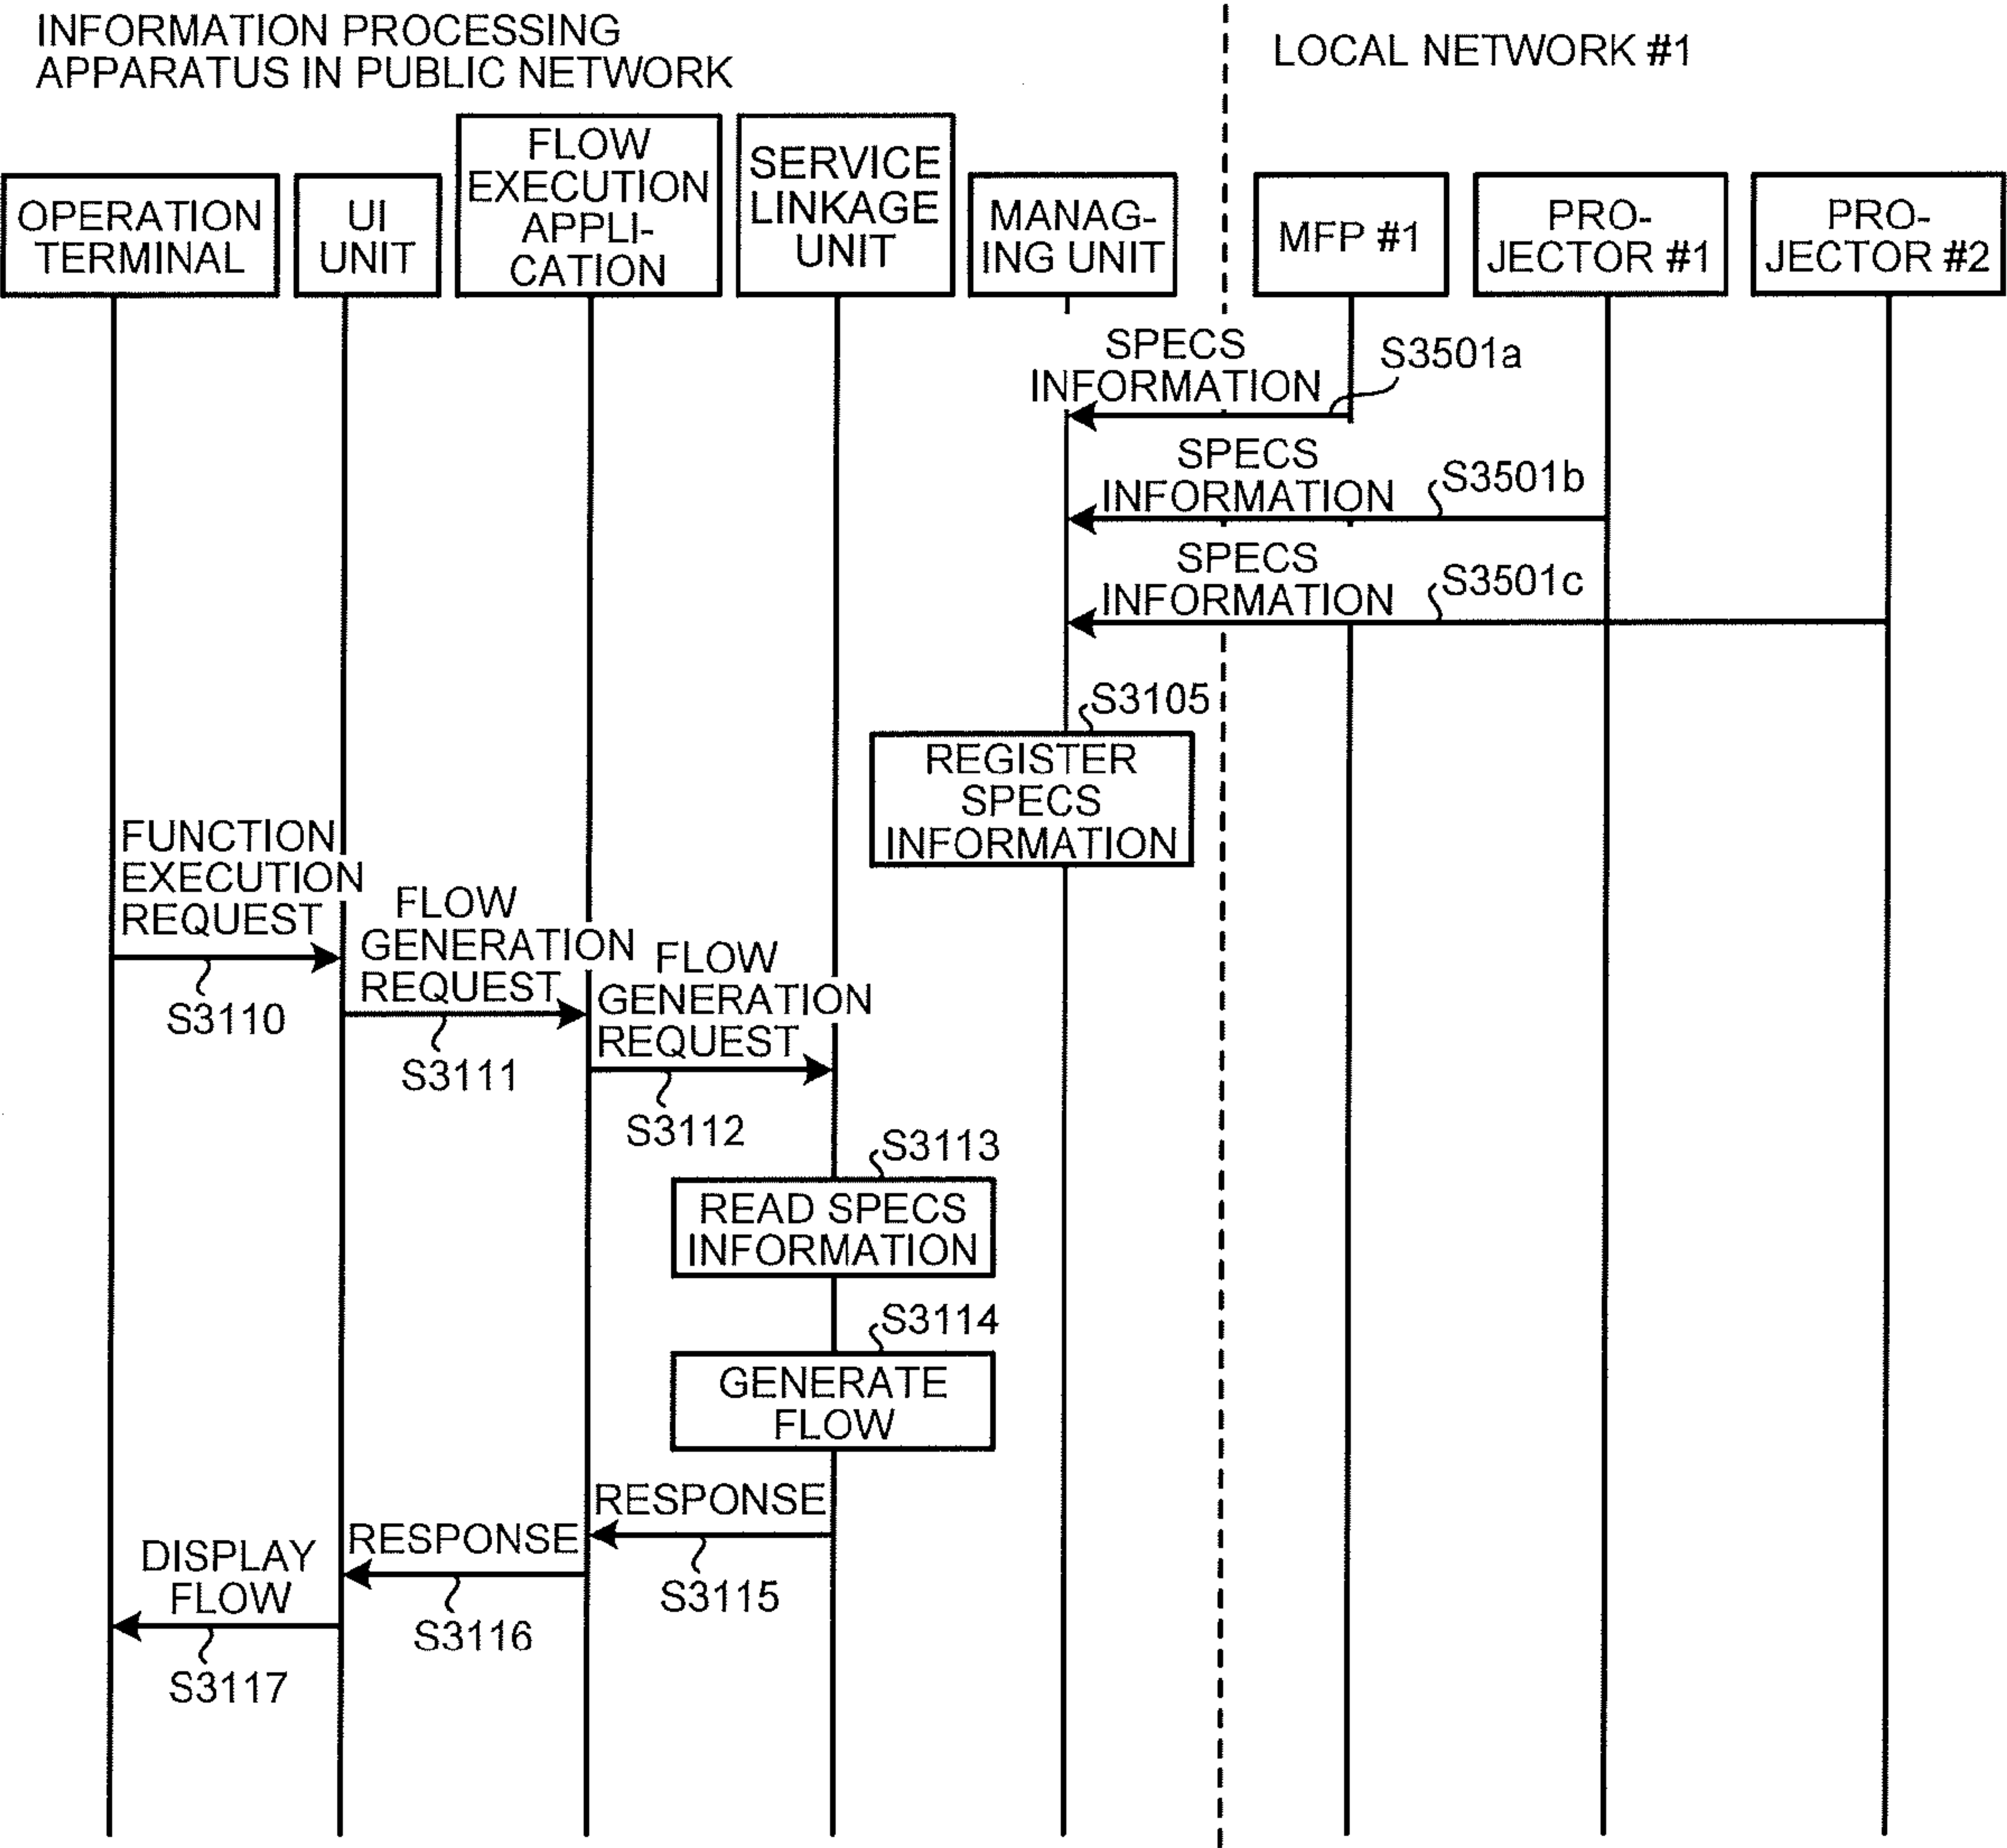 INFORMATION PROCESSING
APPARATUS IN PUBLIC NETWORK
LOCAL NETWORK #1
OPERATION
TERMINAL
UI
UNIT
FLOW
EXECUTION
APPLI-
CATION
SERVICE
LINKAGE
UNIT
MANAG-
ING UNIT
MFP #1
PRO-
JECTOR #1
PRO-
JECTOR #2
SPECS
INFORMATION
S3501a
SPECS
INFORMATION
S3501b
SPECS
INFORMATION
S3501c
S3105
REGISTER
SPECS
INFORMATION
FUNCTION
EXECUTION
REQUEST
S3110
FLOW
GENERATION
REQUEST
S3111
FLOW
GENERATION
REQUEST
S3112
S3113
READ SPECS
INFORMATION
S3114
GENERATE
FLOW
RESPONSE
S3115
RESPONSE
S3116
DISPLAY
FLOW
S3117